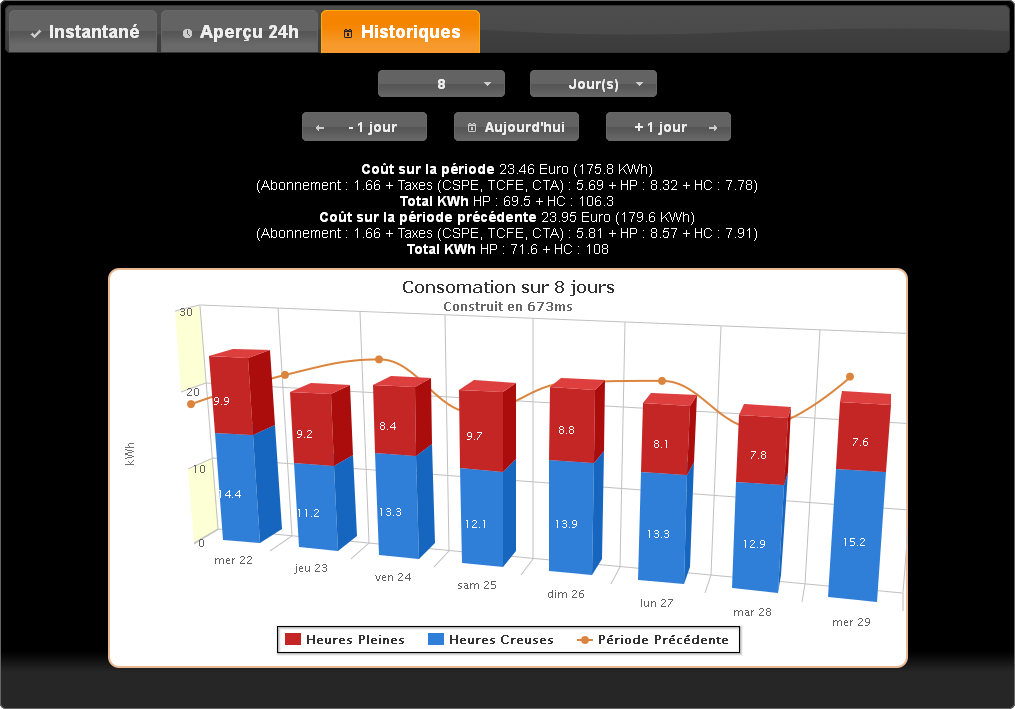 Instantané Aperçu 24h Historiques
8 Jour(s)
- 1 jour Aujourd'hui + 1 jour
Coût sur la période 23.46 Euro (175.8 KWh)
(Abonnement : 1.66 + Taxes (CSPE, TCFE, CTA) : 5.69 + HP : 8.32 + HC : 7.78)
Total KWh HP : 69.5 + HC : 106.3
Coût sur la période précédente 23.95 Euro (179.6 KWh)
(Abonnement : 1.66 + Taxes (CSPE, TCFE, CTA) : 5.81 + HP : 8.57 + HC : 7.91)
Total KWh HP : 71.6 + HC : 108
Consomation sur 8 jours
Construit en 673ms
30
20
10
0
kWh
9.9 9.2 8.4 9.7 8.8 8.1 7.8 7.6
14.4 11.2 13.3 12.1 13.9 13.3 12.9 15.2
mer 22 jeu 23 ven 24 sam 25 dim 26 lun 27 mar 28 mer 29
Heures Pleines Heures Creuses Période Précédente